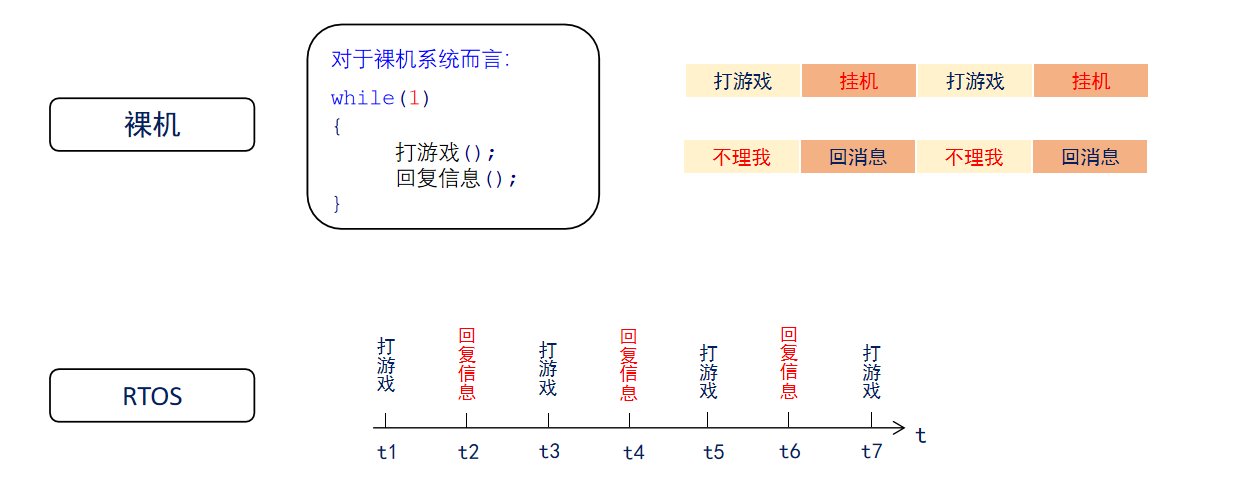 裸机
对于裸机系统而言:
while(1)
{
打游戏();
回复信息();
}
打游戏 挂机 打游戏 挂机
不理我 回消息 不理我 回消息
RTOS
打游戏 回复信息 打游戏 回复信息 打游戏 回复信息 打游戏
t1 t2 t3 t4 t5 t6 t7 t